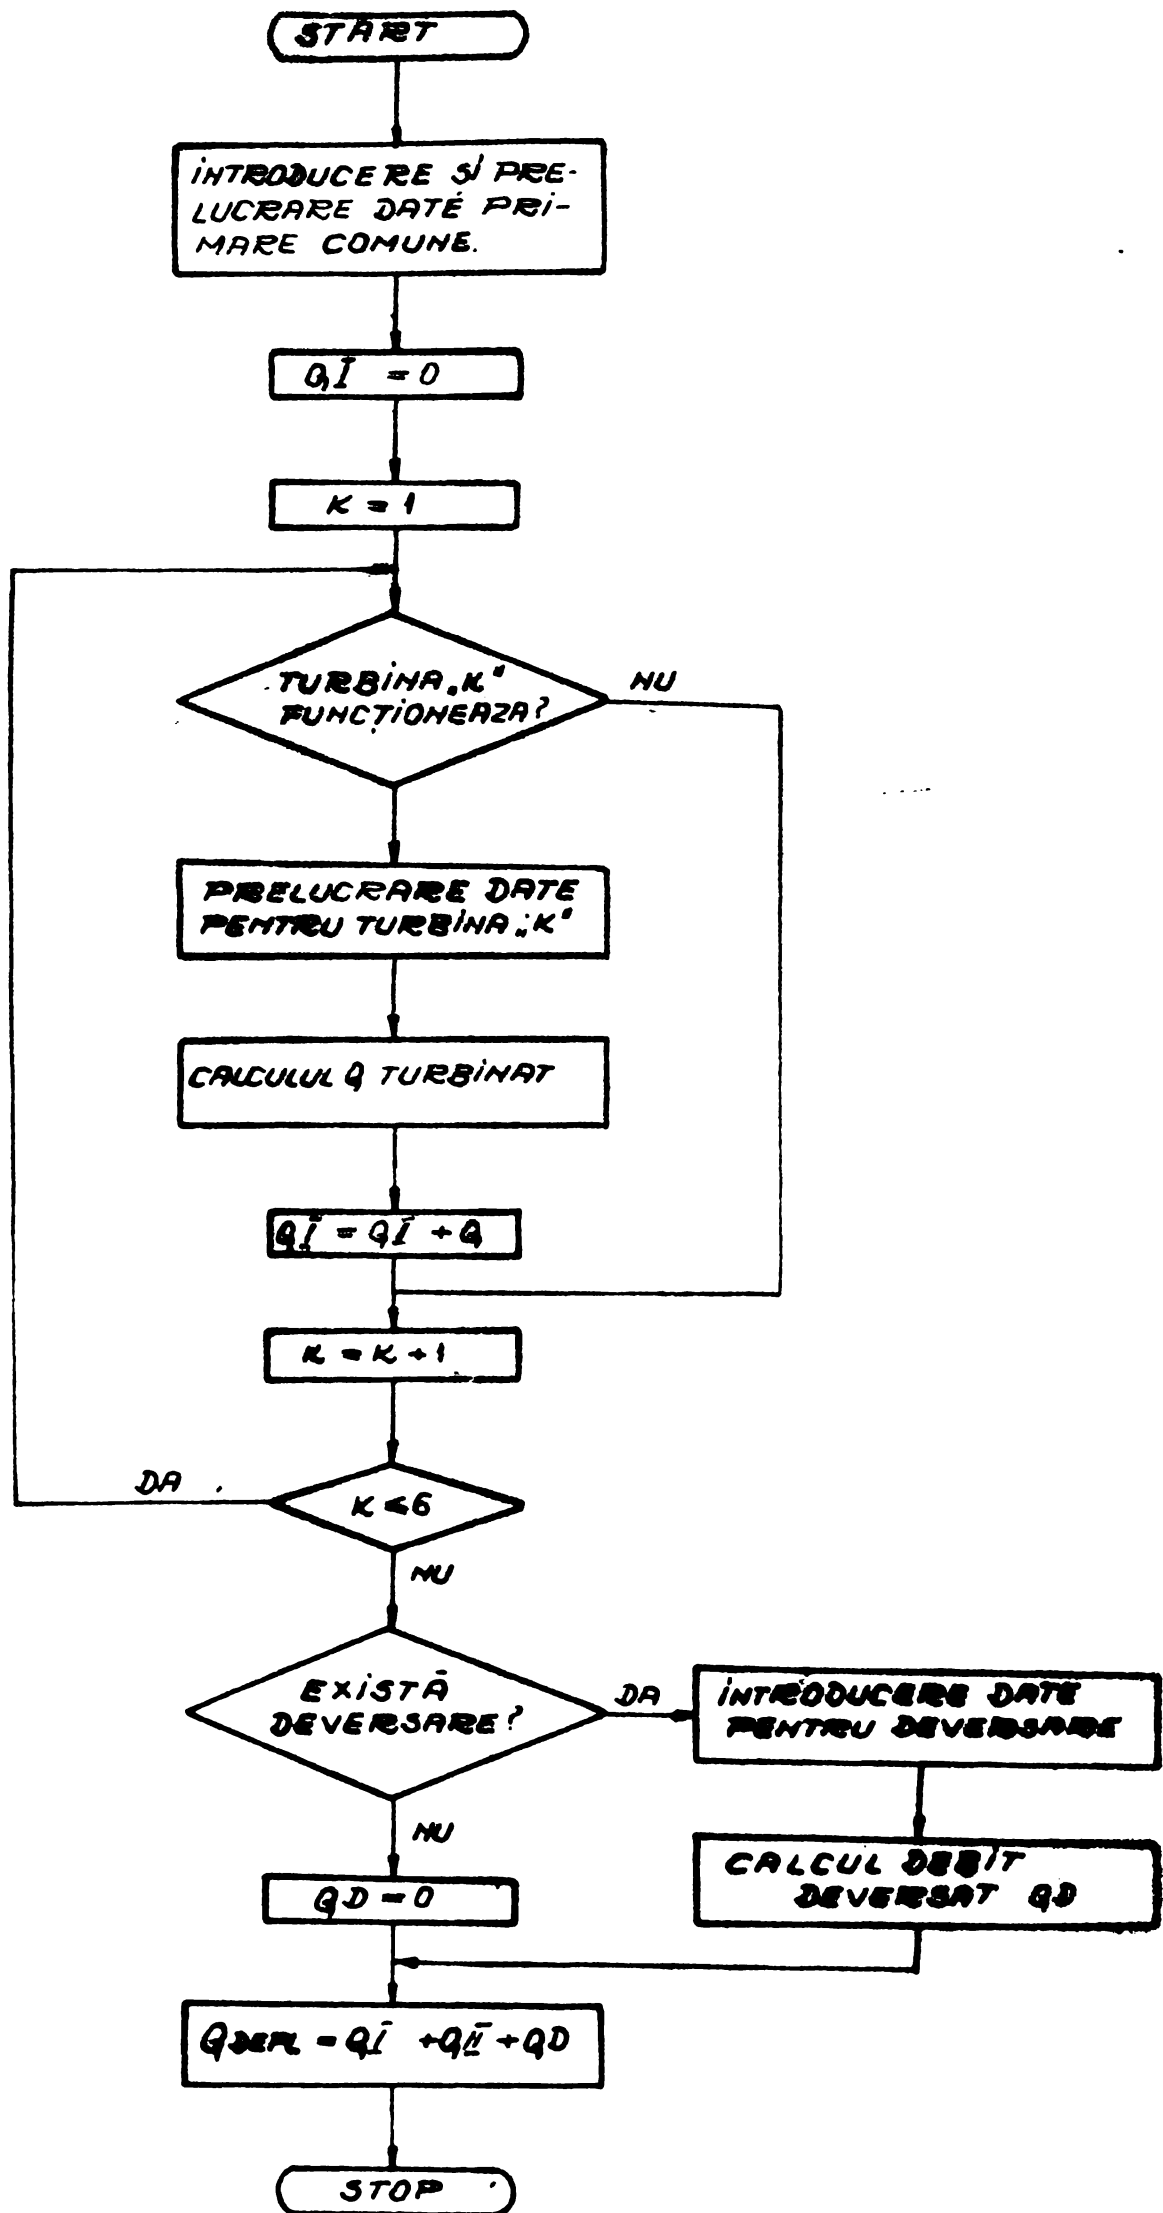 START
INTRODUCERE SI PRE-
LUCRARE DATE PRI-
MARE COMUNE.
QI = 0
K = 1
TURBINA „K"
FUNCȚIONEAZA?
NU
PRELUCRARE DATE
PENTRU TURBINA „K"
CALCULUL Q TURBINAT
QI = QI + Q
K = K + 1
DA
K ≤ 6
NU
EXISTĂ
DEVERSARE?
DA
INTRODUCERE DATE
PENTRU DEVERSARE
NU
CALCUL DEBIT
DEVERSAT QD
QD = 0
QDEFL = QI + QII + QD
STOP